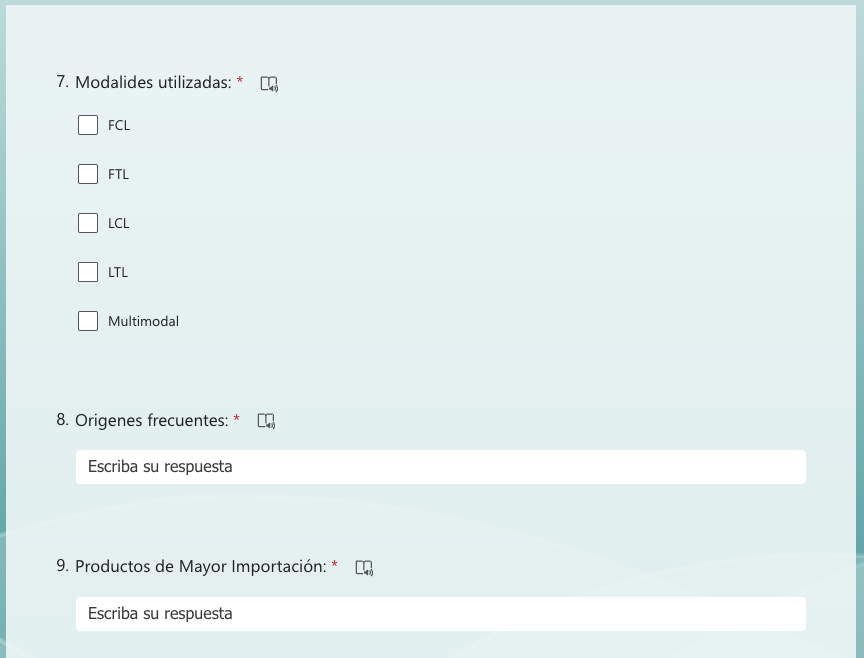 7. Modalides utilizadas: *
FCL
FTL
LCL
LTL
Multimodal
8. Origenes frecuentes: *
Escriba su respuesta
9. Productos de Mayor Importación: *
Escriba su respuesta